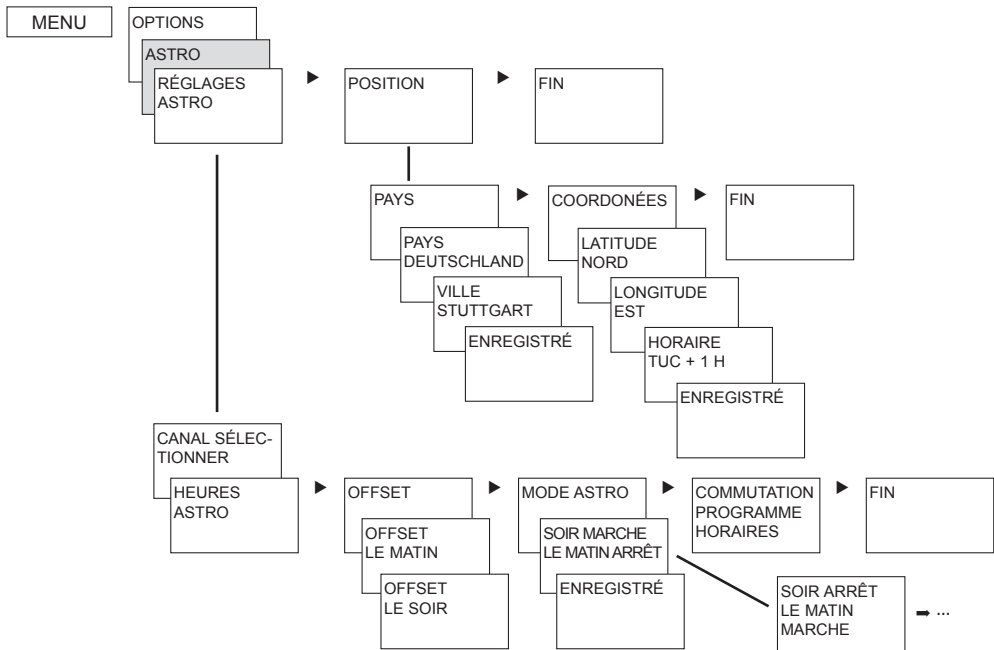 MENU
OPTIONS
ASTRO
RÉGLAGES
ASTRO
POSITION
FIN
PAYS
PAYS
DEUTSCHLAND
VILLE
STUTTGART
ENREGISTRÉ
COORDONÉES
LATITUDE
NORD
LONGITUDE
EST
HORAIRE
TUC + 1 H
ENREGISTRÉ
FIN
CANAL SÉLEC-
TIONNER
HEURES
ASTRO
OFFSET
OFFSET
LE MATIN
OFFSET
LE SOIR
MODE ASTRO
SOIR MARCHE
LE MATIN ARRÊT
ENREGISTRÉ
COMMUTATION
PROGRAMME
HORAIRES
FIN
SOIR ARRÊT
LE MATIN
MARCHE
➡ ...